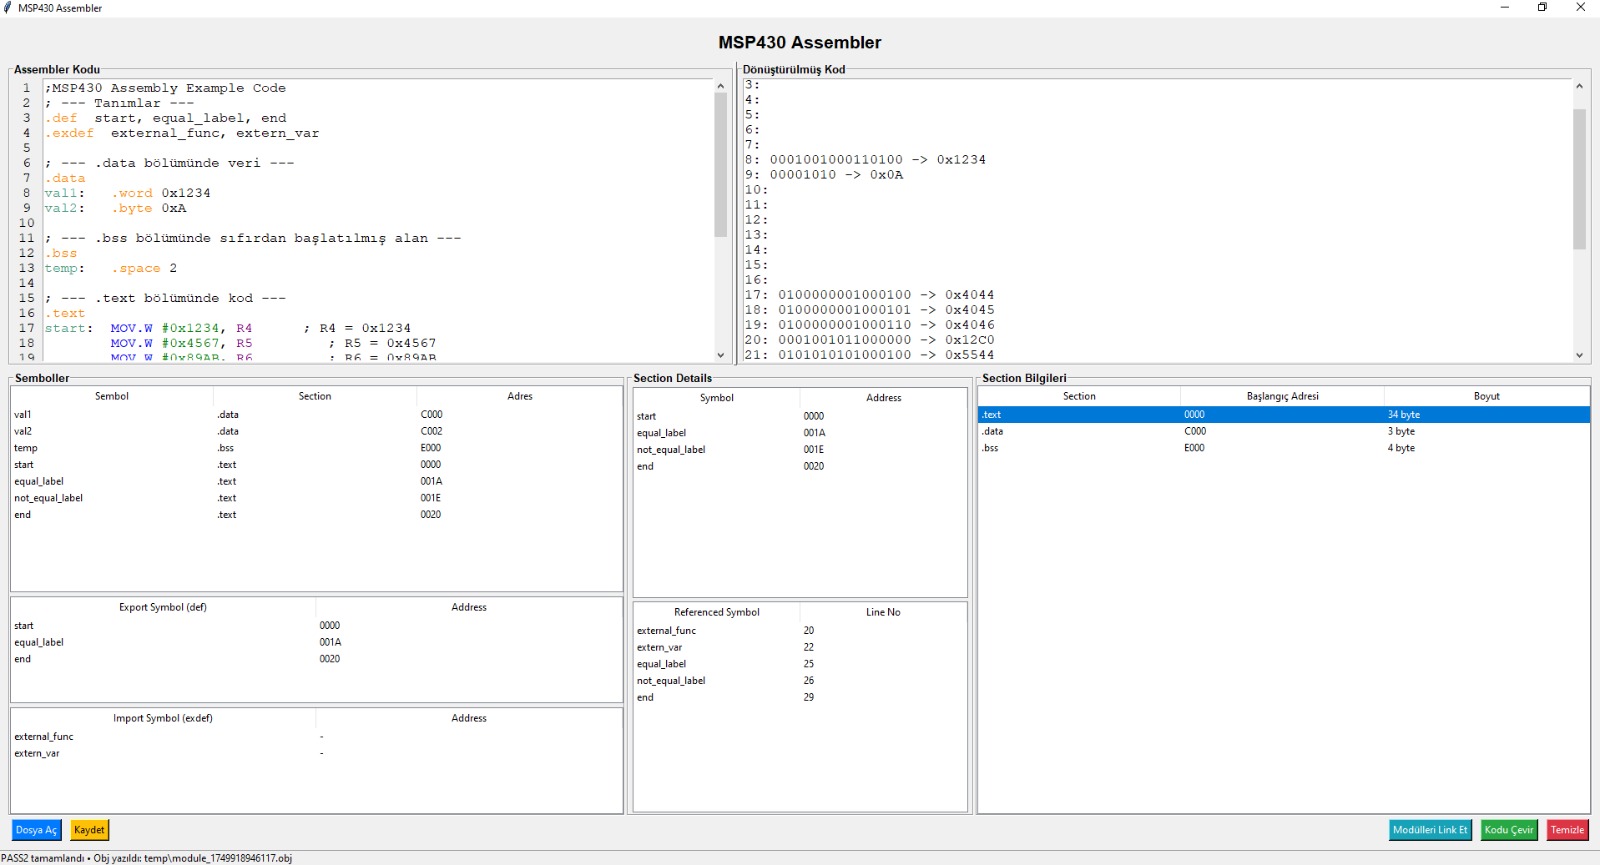 MSP430 Assembler
MSP430 Assembler
Assembler Kodu
1 ;MSP430 Assembly Example Code
2 ; --- Tanımlar ---
3 .def  start, equal_label, end
4 .exdef  external_func, extern_var
5
6 ; --- .data bölümünde veri ---
7 .data
8 val1:   .word 0x1234
9 val2:   .byte 0xA
10
11 ; --- .bss bölümünde sıfırdan başlatılmış alan ---
12 .bss
13 temp:   .space 2
14
15 ; --- .text bölümünde kod ---
16 .text
17 start:  MOV.W #0x1234, R4      ; R4 = 0x1234
18         MOV.W #0x4567, R5         ; R5 = 0x4567
19         MOV.W #0x89AB, R6         ; R6 = 0x89AB
Dönüştürülmüş Kod
3:
4:
5:
6:
7:
8: 0001001000110100 -> 0x1234
9: 00001010 -> 0x0A
10:
11:
12:
13:
14:
15:
16:
17: 0100000001000100 -> 0x4044
18: 0100000001000101 -> 0x4045
19: 0100000001000110 -> 0x4046
20: 0001001011000000 -> 0x12C0
21: 0101010101000100 -> 0x5544
Semboller
Sembol Section Adres
val1 .data C000
val2 .data C002
temp .bss E000
start .text 0000
equal_label .text 001A
not_equal_label .text 001E
end .text 0020
Export Symbol (def) Address
start 0000
equal_label 001A
end 0020
Import Symbol (exdef) Address
external_func -
extern_var -
Section Details
Symbol Address
start 0000
equal_label 001A
not_equal_label 001E
end 0020
Referenced Symbol Line No
external_func 20
extern_var 22
equal_label 25
not_equal_label 26
end 29
Section Bilgileri
Section Başlangıç Adresi Boyut
.text 0000 34 byte
.data C000 3 byte
.bss E000 4 byte
Dosya Aç Kaydet Modülleri Link Et Kodu Çevir Temizle
PASS2 tamamlandı • Obj yazıldı: temp\module_1749918946117.obj